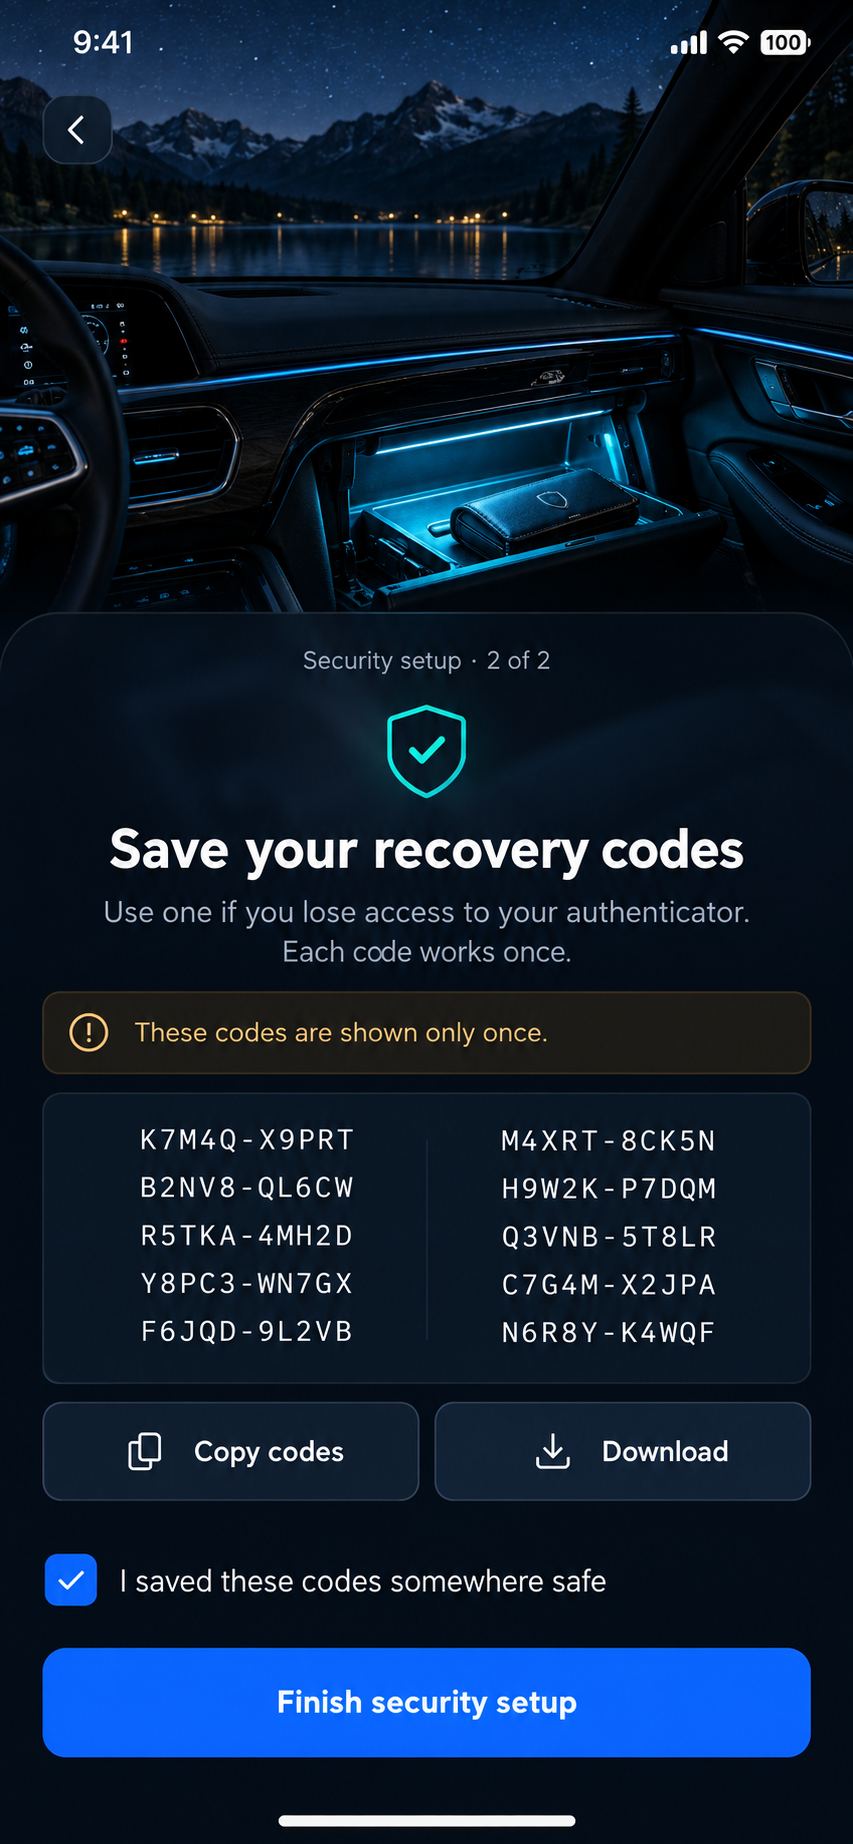 9:41
100
Security setup · 2 of 2
Save your recovery codes
Use one if you lose access to your authenticator.
Each code works once.
These codes are shown only once.
K7M4Q-X9PRT
B2NV8-QL6CW
R5TKA-4MH2D
Y8PC3-WN7GX
F6JQD-9L2VB
M4XRT-8CK5N
H9W2K-P7DQM
Q3VNB-5T8LR
C7G4M-X2JPA
N6R8Y-K4WQF
Copy codes
Download
I saved these codes somewhere safe
Finish security setup